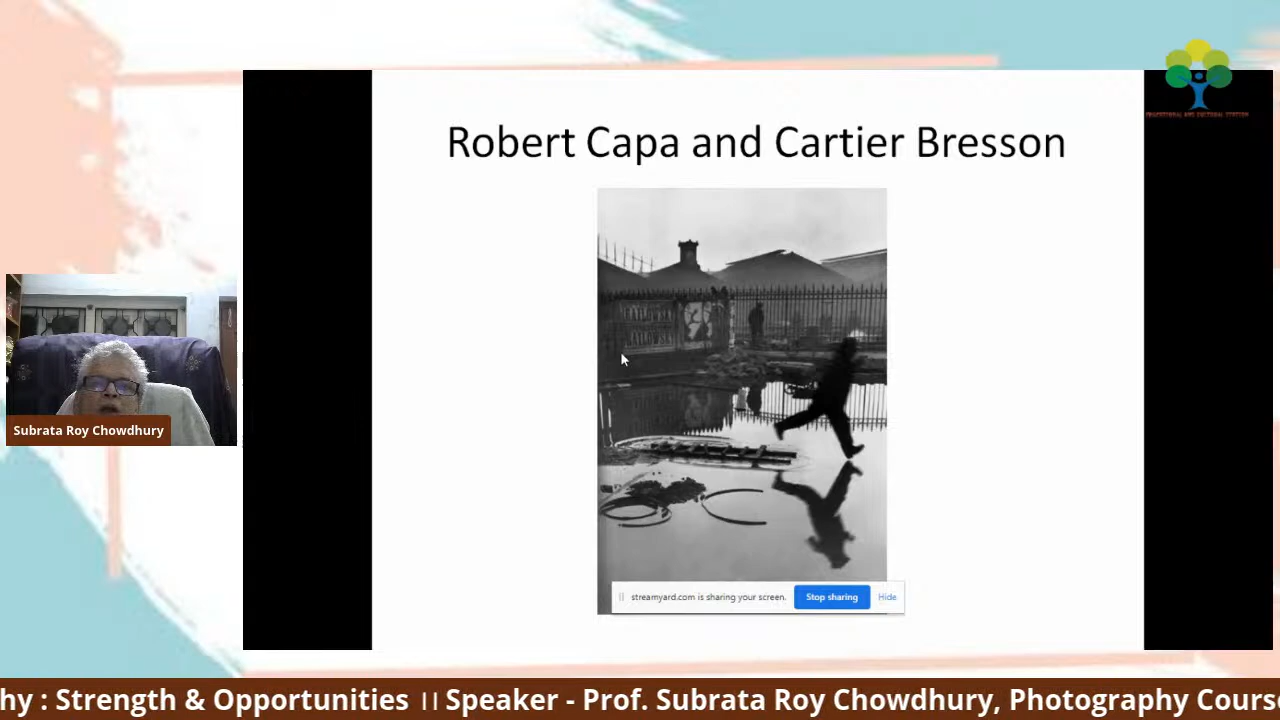 Robert Capa and Cartier Bresson
Subrata Roy Chowdhury
streamyard.com is sharing your screen.
Stop sharing
Hide
hy : Strength & Opportunities || Speaker - Prof. Subrata Roy Chowdhury, Photography Cours